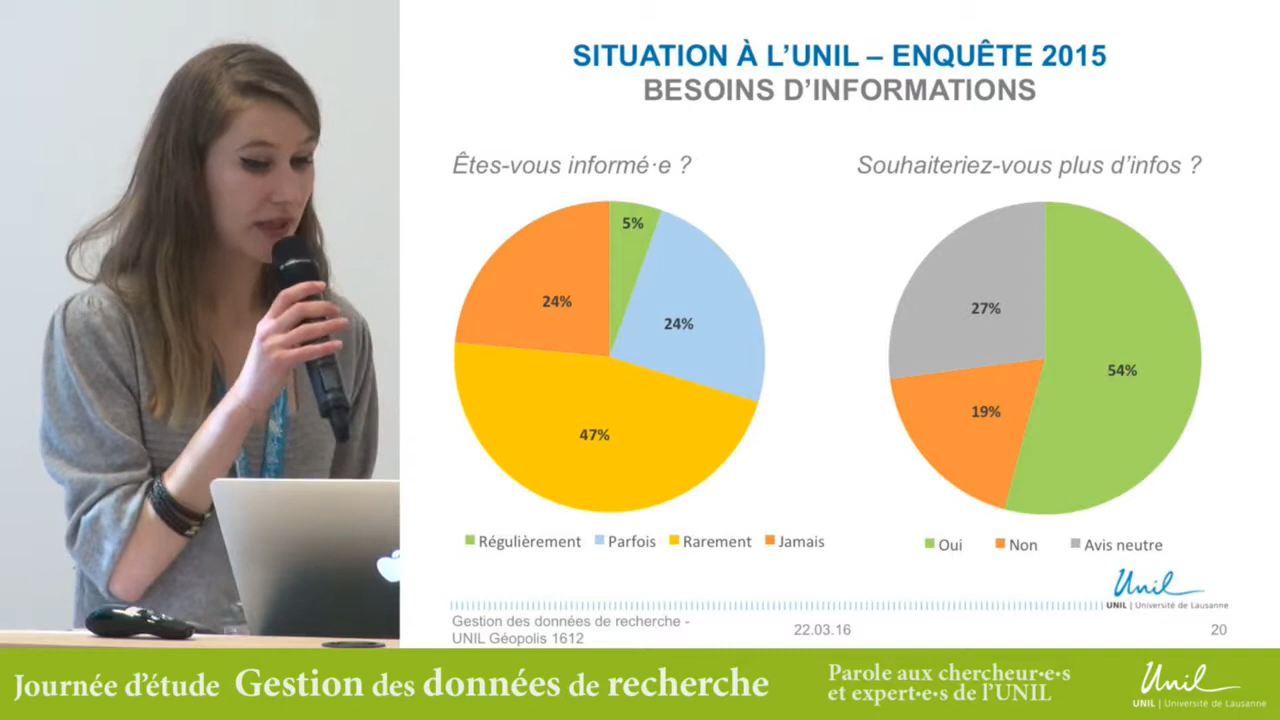 SITUATION À L'UNIL – ENQUÊTE 2015
BESOINS D'INFORMATIONS
Êtes-vous informé·e ?
5%
24%
24%
47%
Régulièrement Parfois Rarement Jamais
Souhaiteriez-vous plus d'infos ?
27%
54%
19%
Oui Non Avis neutre
Unil
UNIL | Université de Lausanne
Gestion des données de recherche -
UNIL Géopolis 1612
22.03.16
20
Journée d'étude Gestion des données de recherche
Parole aux chercheur•e•s
et expert•e•s de l'UNIL
Unil
UNIL | Université de Lausanne